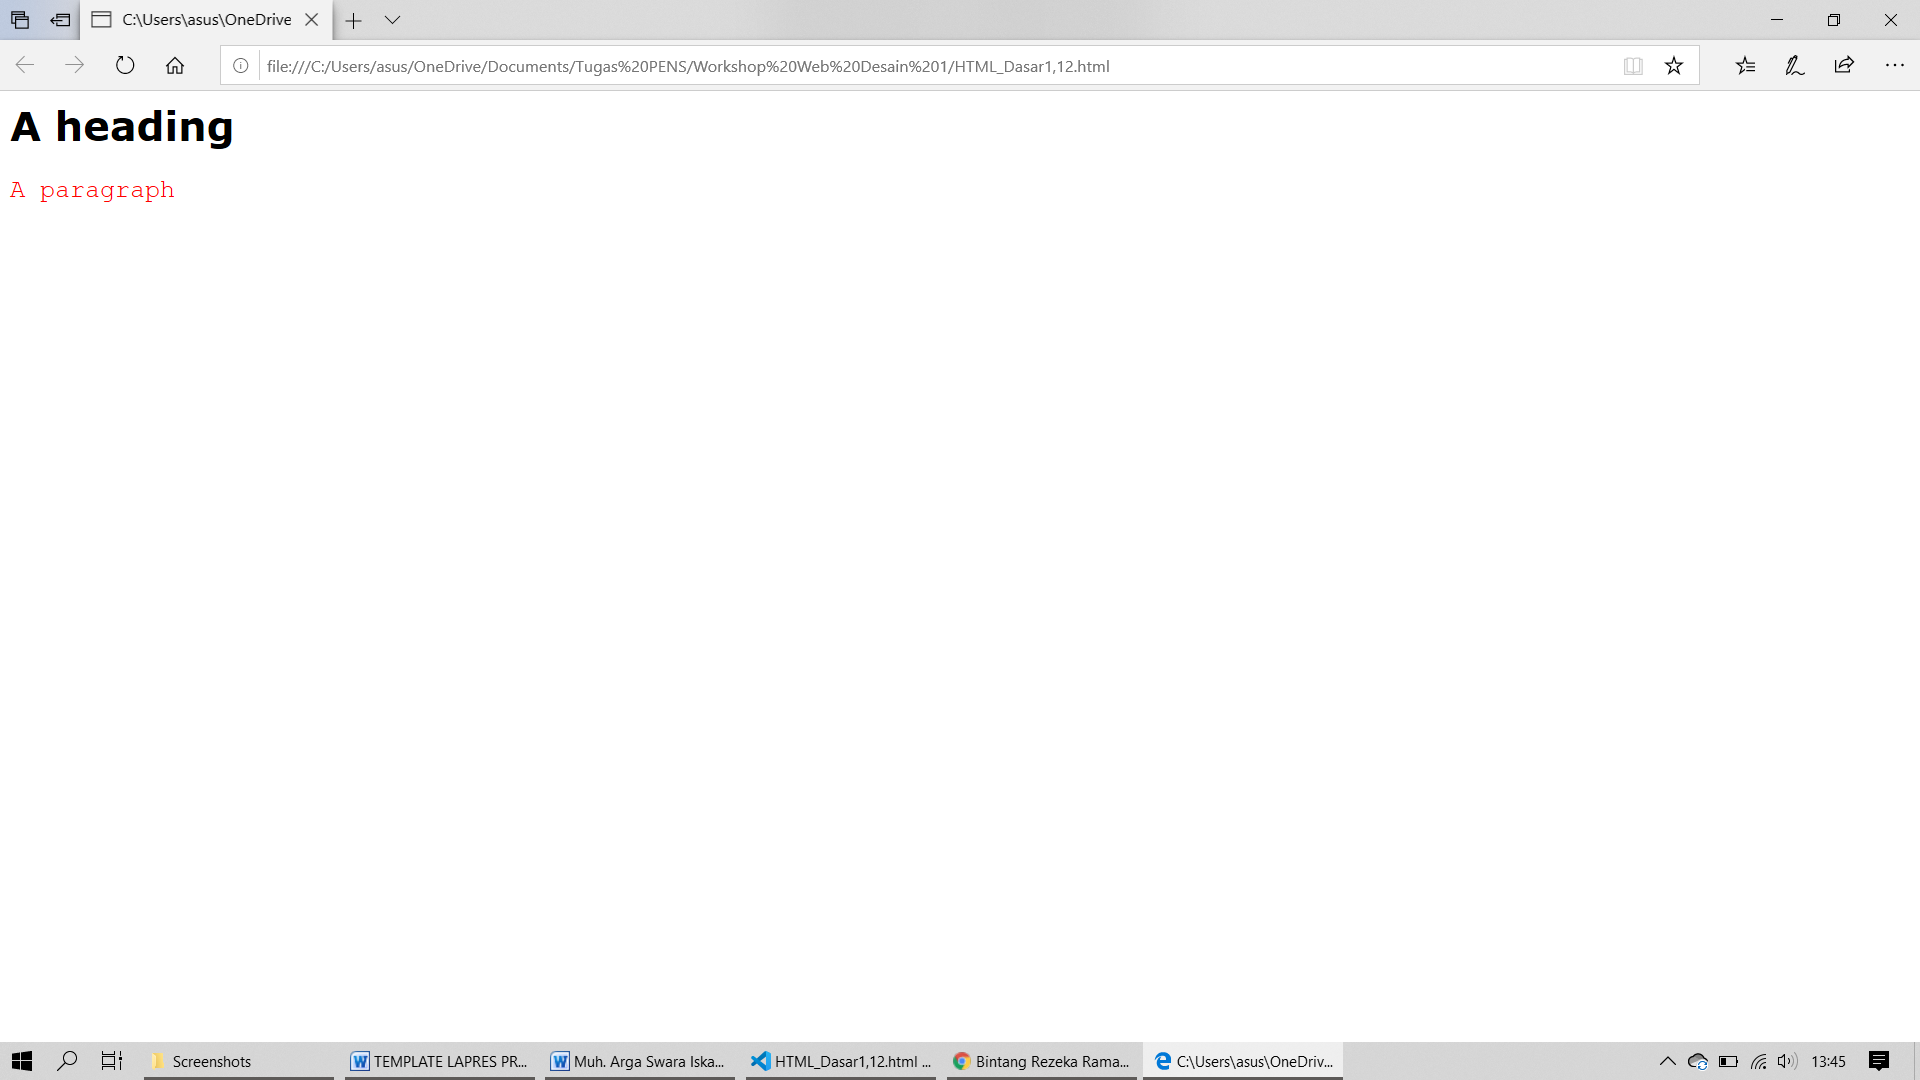 C:\Users\asus\OneDrive
file:///C:/Users/asus/OneDrive/Documents/Tugas%20PENS/Workshop%20Web%20Desain%201/HTML_Dasar1,12.html
A heading
A paragraph
Screenshots
TEMPLATE LAPRES PR...
Muh. Arga Swara Iska...
HTML_Dasar1,12.html ...
Bintang Rezeka Rama...
C:\Users\asus\OneDriv...
13:45